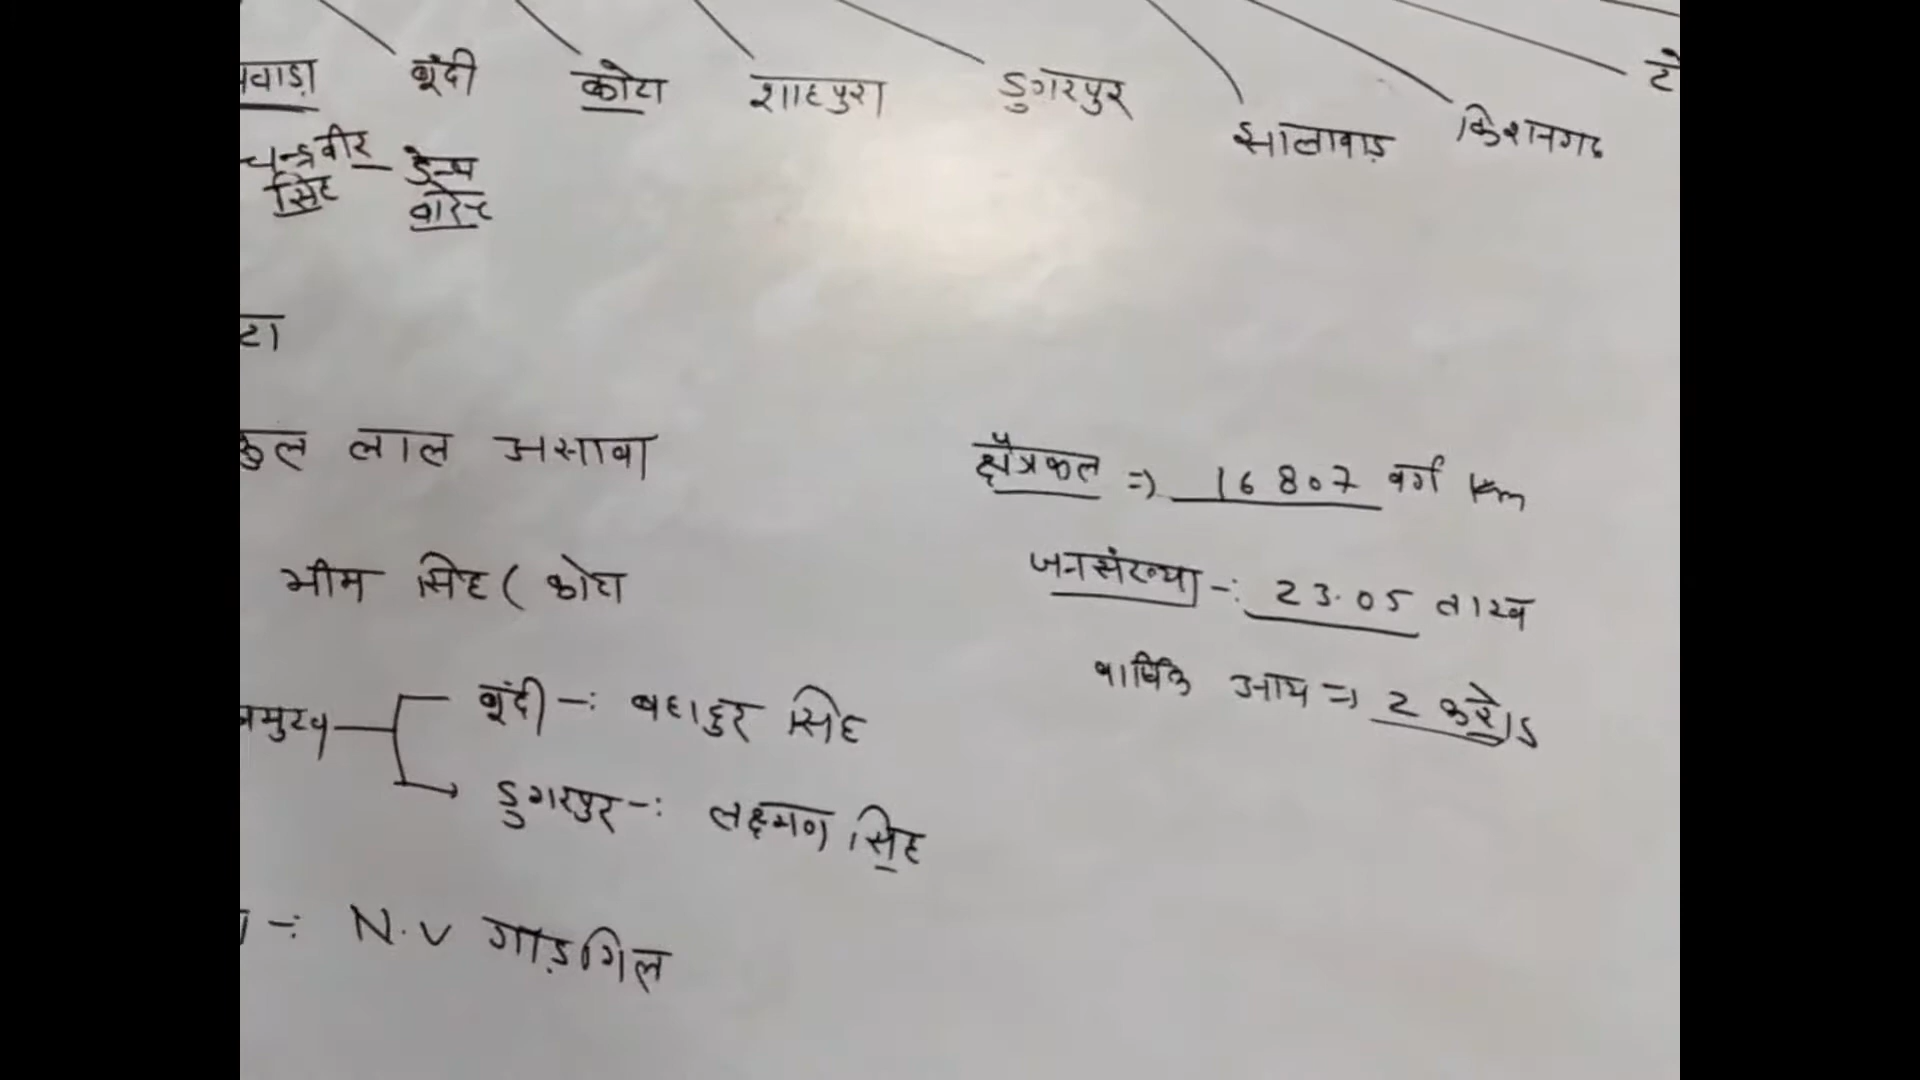 वाड़ा बूंदी कोटा शाहपुरा डुगरपुर झालावाड़ किशनगढ टों
चन्द्रवीर सिंह - डेन्थ वारेन्ट
टा
कुल लाल असावा
भीम सिंह ( कोटा
प्रमुख बूंदी -: बहादुर सिंह
डुगरपुर -: लक्ष्मण सिंह
-: N.V गाड़गिल
क्षेत्रफल => 16807 वर्ग km
जनसंख्या -: 23.05 लाख
वार्षिक आय => 2 करोड